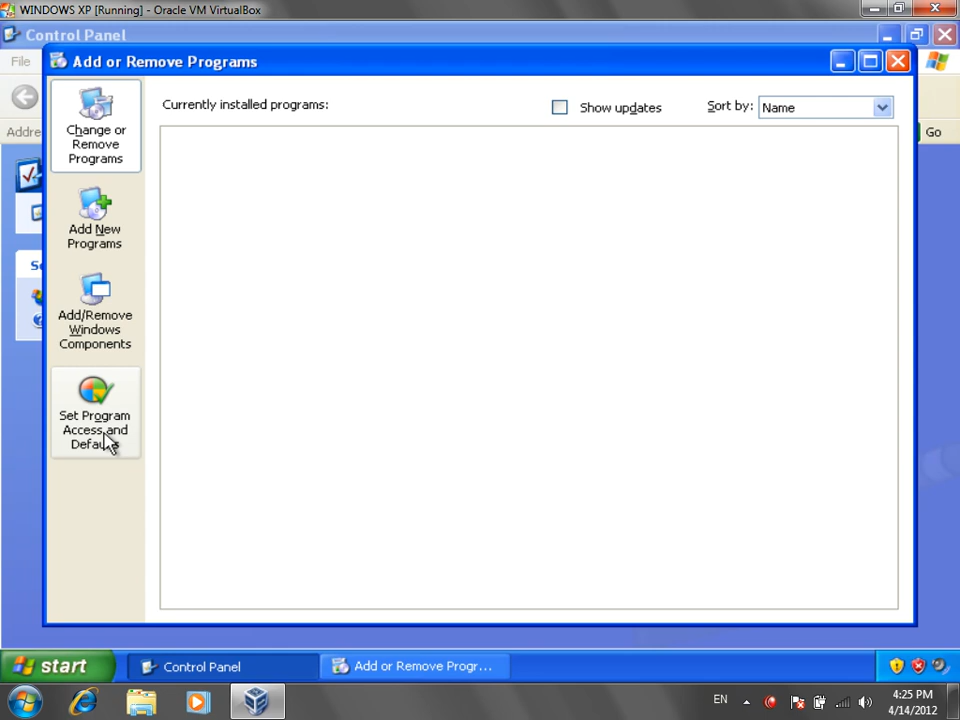 WINDOWS XP [Running] - Oracle VM VirtualBox
Control Panel
File
Add or Remove Programs
Change or
Remove
Programs
Currently installed programs:
Show updates
Sort by:
Name
Addre
Go
Add New
Programs
Add/Remove
Windows
Components
Set Program
Access and
Defaults
start
Control Panel
Add or Remove Progr...
EN
4:25 PM
4/14/2012